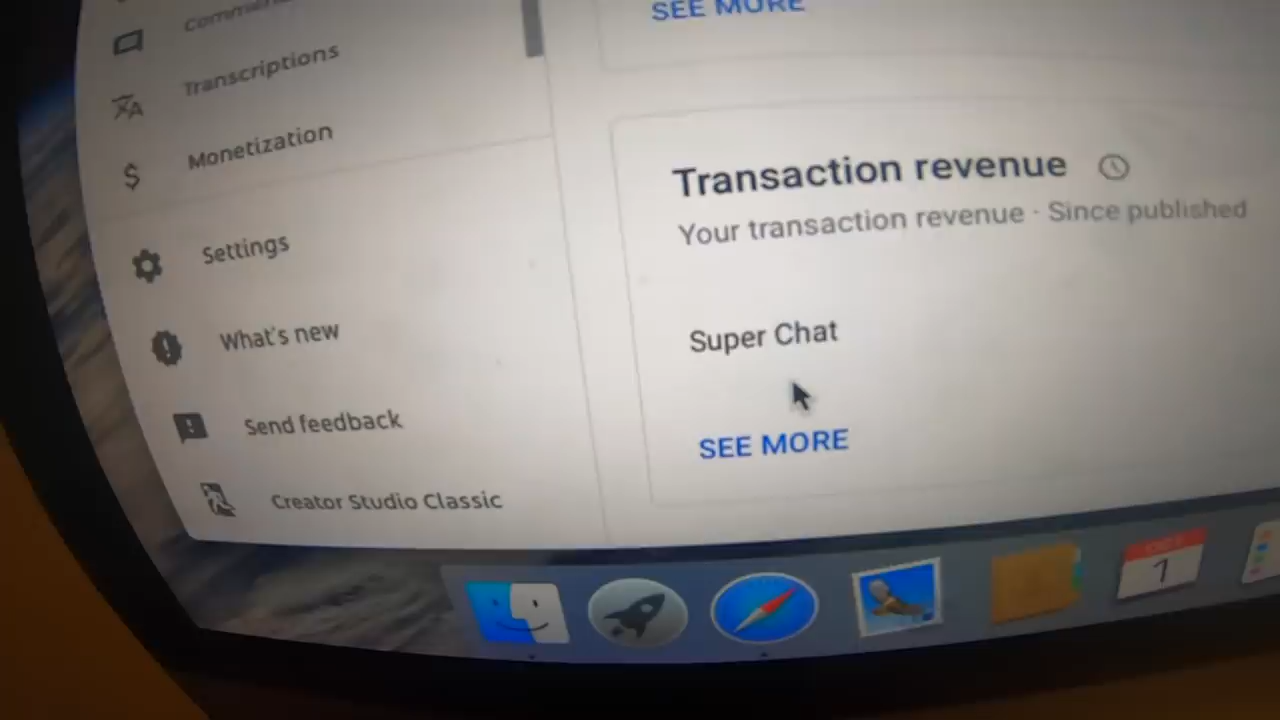 SEE MORE
Transcriptions
Monetization
Settings
What's new
Send feedback
Creator Studio Classic
Transaction revenue
Your transaction revenue · Since published
Super Chat
SEE MORE
1